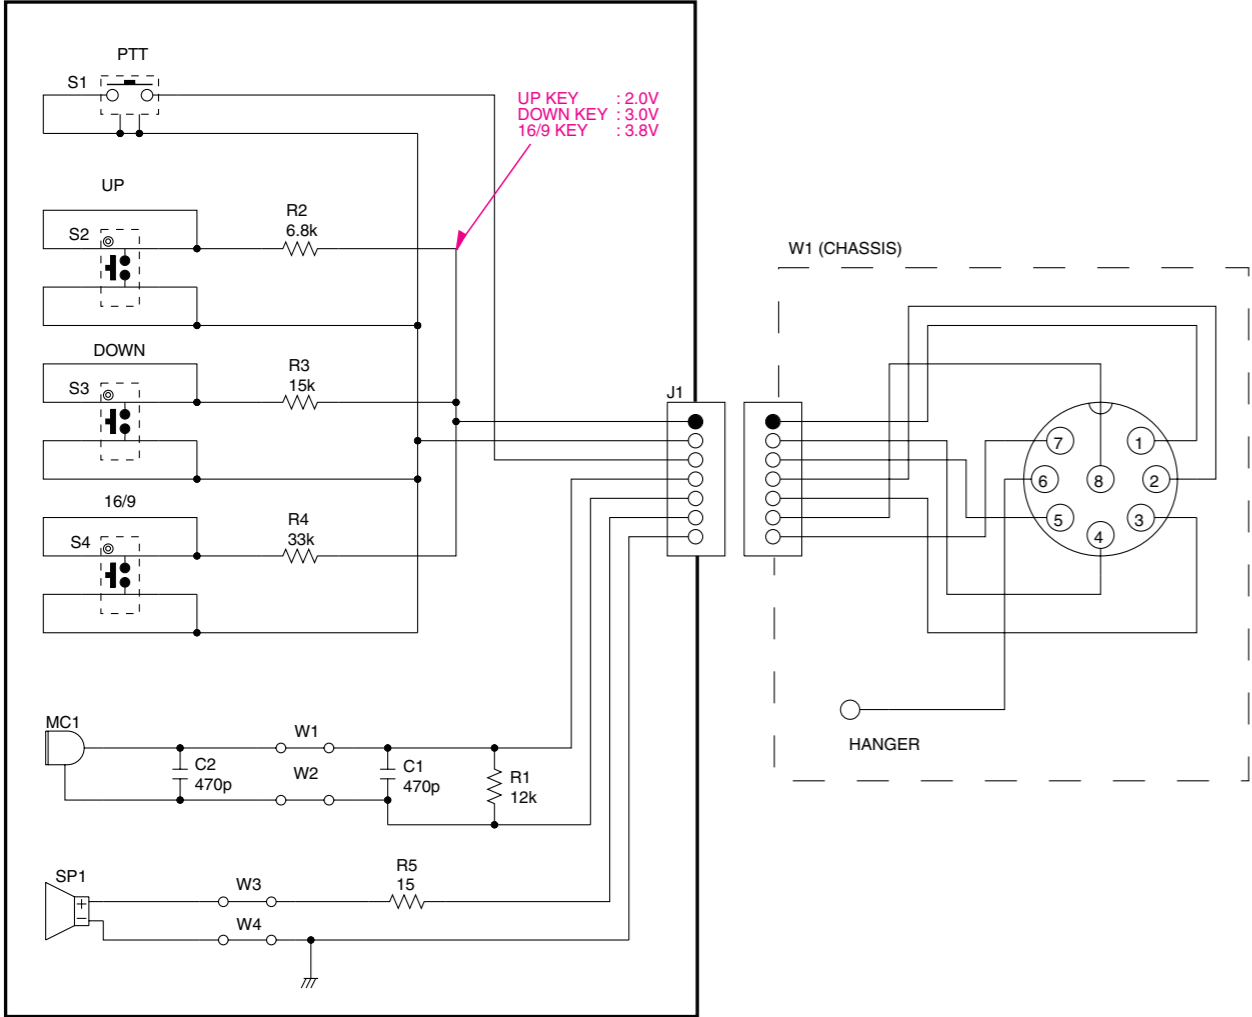 PTT
S1
UP KEY : 2.0V
DOWN KEY : 3.0V
16/9 KEY : 3.8V
UP
S2
R2
6.8k
W1 (CHASSIS)
DOWN
S3
R3
15k
J1
7
1
6
8
2
5
4
3
16/9
S4
R4
33k
MC1
W1
C2
470p
W2
C1
470p
R1
12k
HANGER
SP1
+
−
W3
R5
15
W4